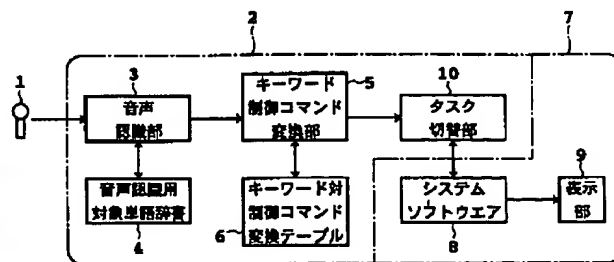 2
7
1
3
キーワード
制御コマンド
変換部
5
10
音声
認識部
タスク
切替部
9
音声認識用
対象単語辞書
4
キーワード対
制御コマンド
変換テーブル
6
システム
ソフトウエア
8
表示
部